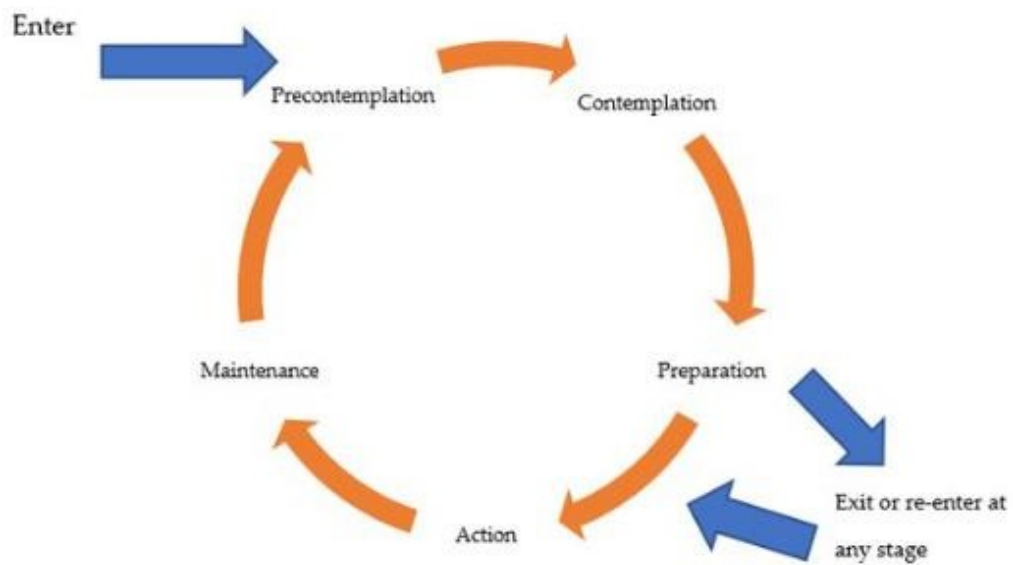 Enter
Precontemplation
Contemplation
Maintenance
Preparation
Exit or re-enter at
any stage
Action